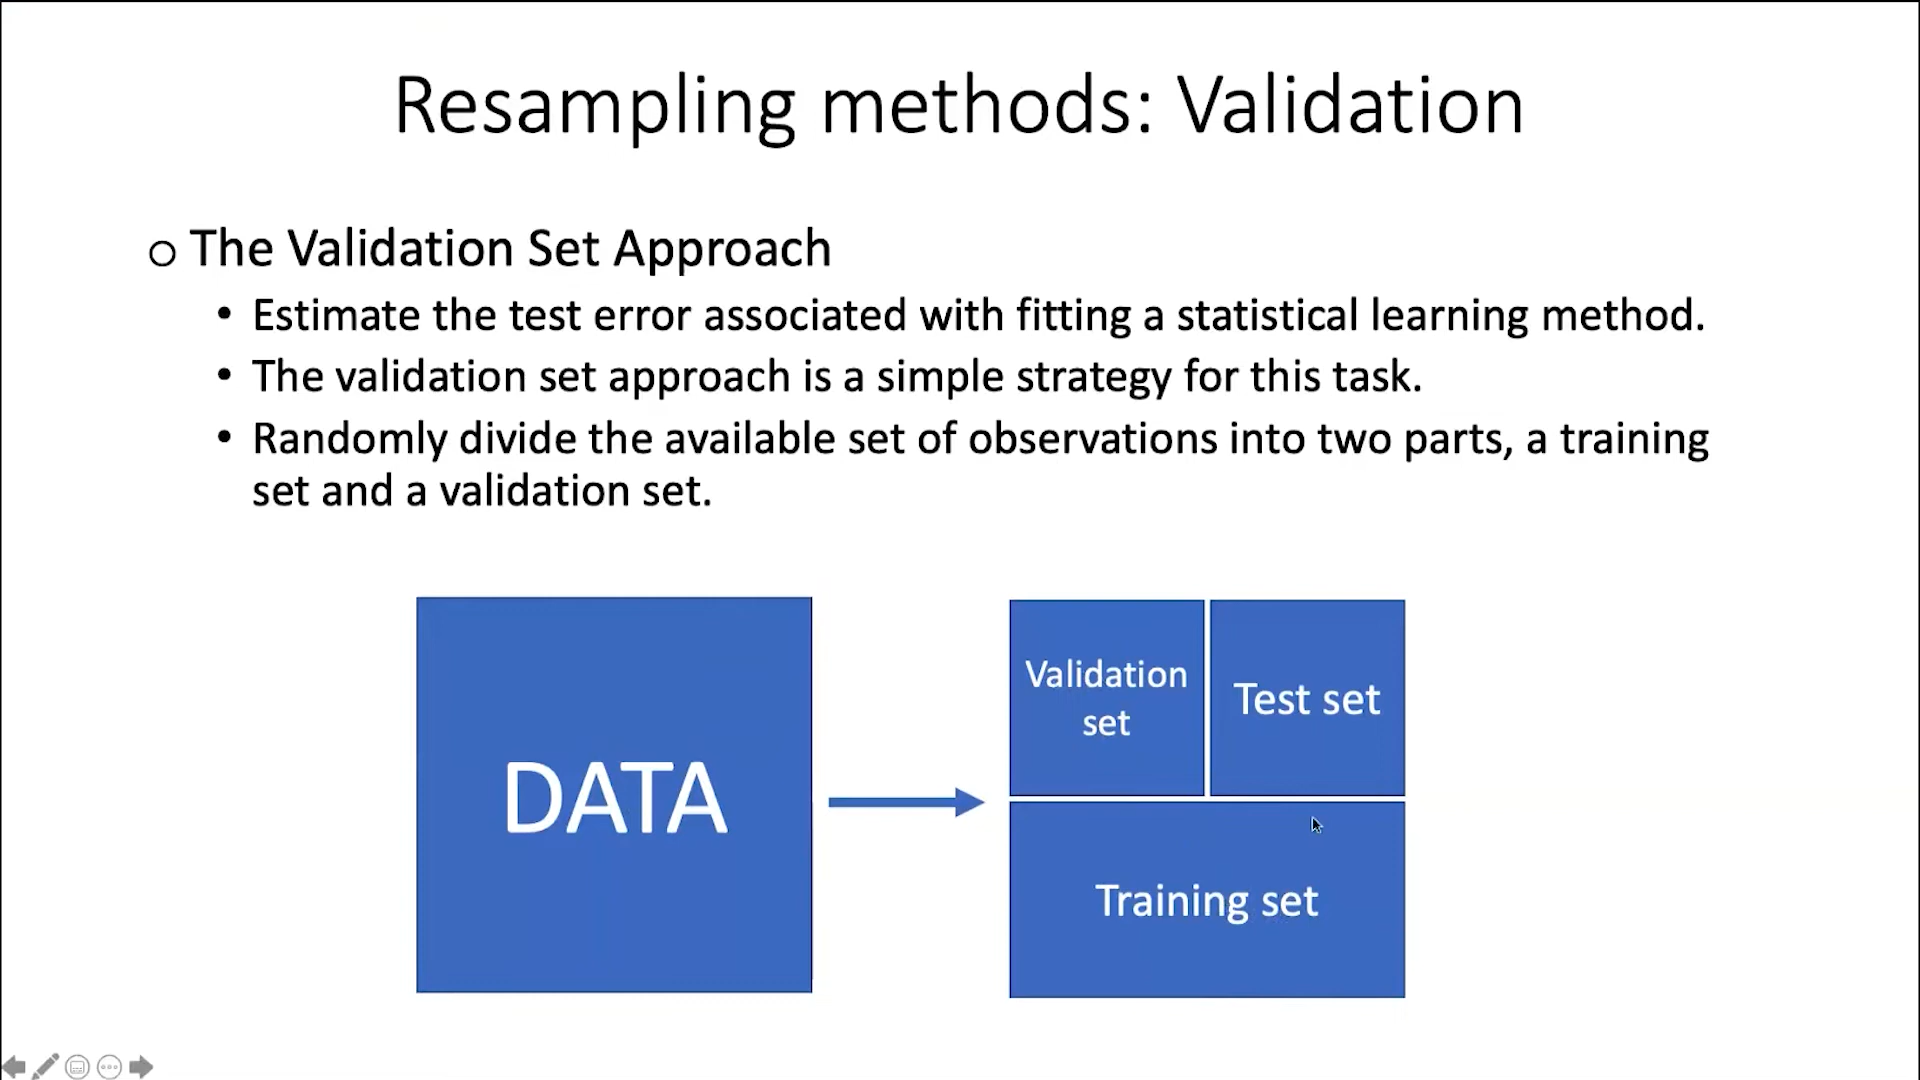 Resampling methods: Validation
o The Validation Set Approach
• Estimate the test error associated with fitting a statistical learning method.
• The validation set approach is a simple strategy for this task.
• Randomly divide the available set of observations into two parts, a training
set and a validation set.
DATA
Validation
set
Test set
Training set